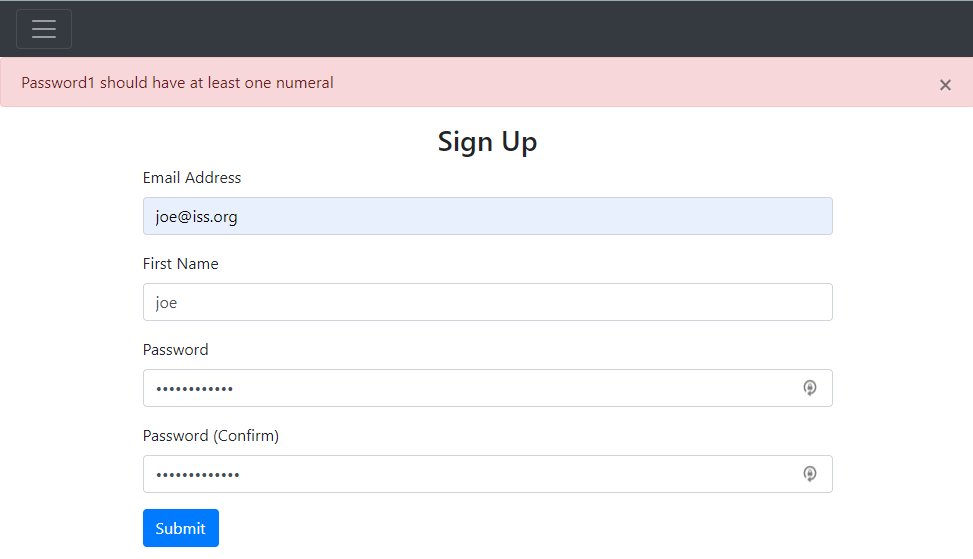 Password1 should have at least one numeral
×
Sign Up
Email Address
joe@iss.org
First Name
joe
Password
••••••••••••
Password (Confirm)
•••••••••••••
Submit